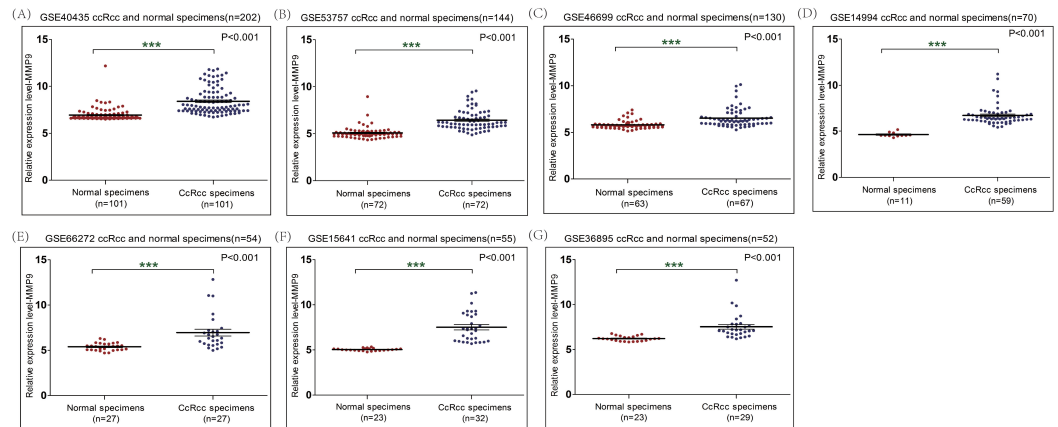 (A)
GSE40435 ccRcc and normal specimens(n=202)
P<0.001
***
Relative expression level-MMP9
15
10
5
0
Normal specimens
(n=101)
CcRcc specimens
(n=101)
(B)
GSE53757 ccRcc and normal specimens(n=144)
P<0.001
***
Relative expression level-MMP9
15
10
5
0
Normal specimens
(n=72)
CcRcc specimens
(n=72)
(C)
GSE46699 ccRcc and normal specimens(n=130)
P<0.001
***
Relative expression level-MMP9
15
10
5
0
Normal specimens
(n=63)
CcRcc specimens
(n=67)
(D)
GSE14994 ccRcc and normal specimens(n=70)
P<0.001
***
Relative expression level-MMP9
15
10
5
0
Normal specimens
(n=11)
CcRcc specimens
(n=59)
(E)
GSE66272 ccRcc and normal specimens(n=54)
P<0.001
***
Relative expression level-MMP9
15
10
5
0
Normal specimens
(n=27)
CcRcc specimens
(n=27)
(F)
GSE15641 ccRcc and normal specimens(n=55)
P<0.001
***
Relative expression level-MMP9
15
10
5
0
Normal specimens
(n=23)
CcRcc specimens
(n=32)
(G)
GSE36895 ccRcc and normal specimens(n=52)
P<0.001
***
Relative expression level-MMP9
15
10
5
0
Normal specimens
(n=23)
CcRcc specimens
(n=29)